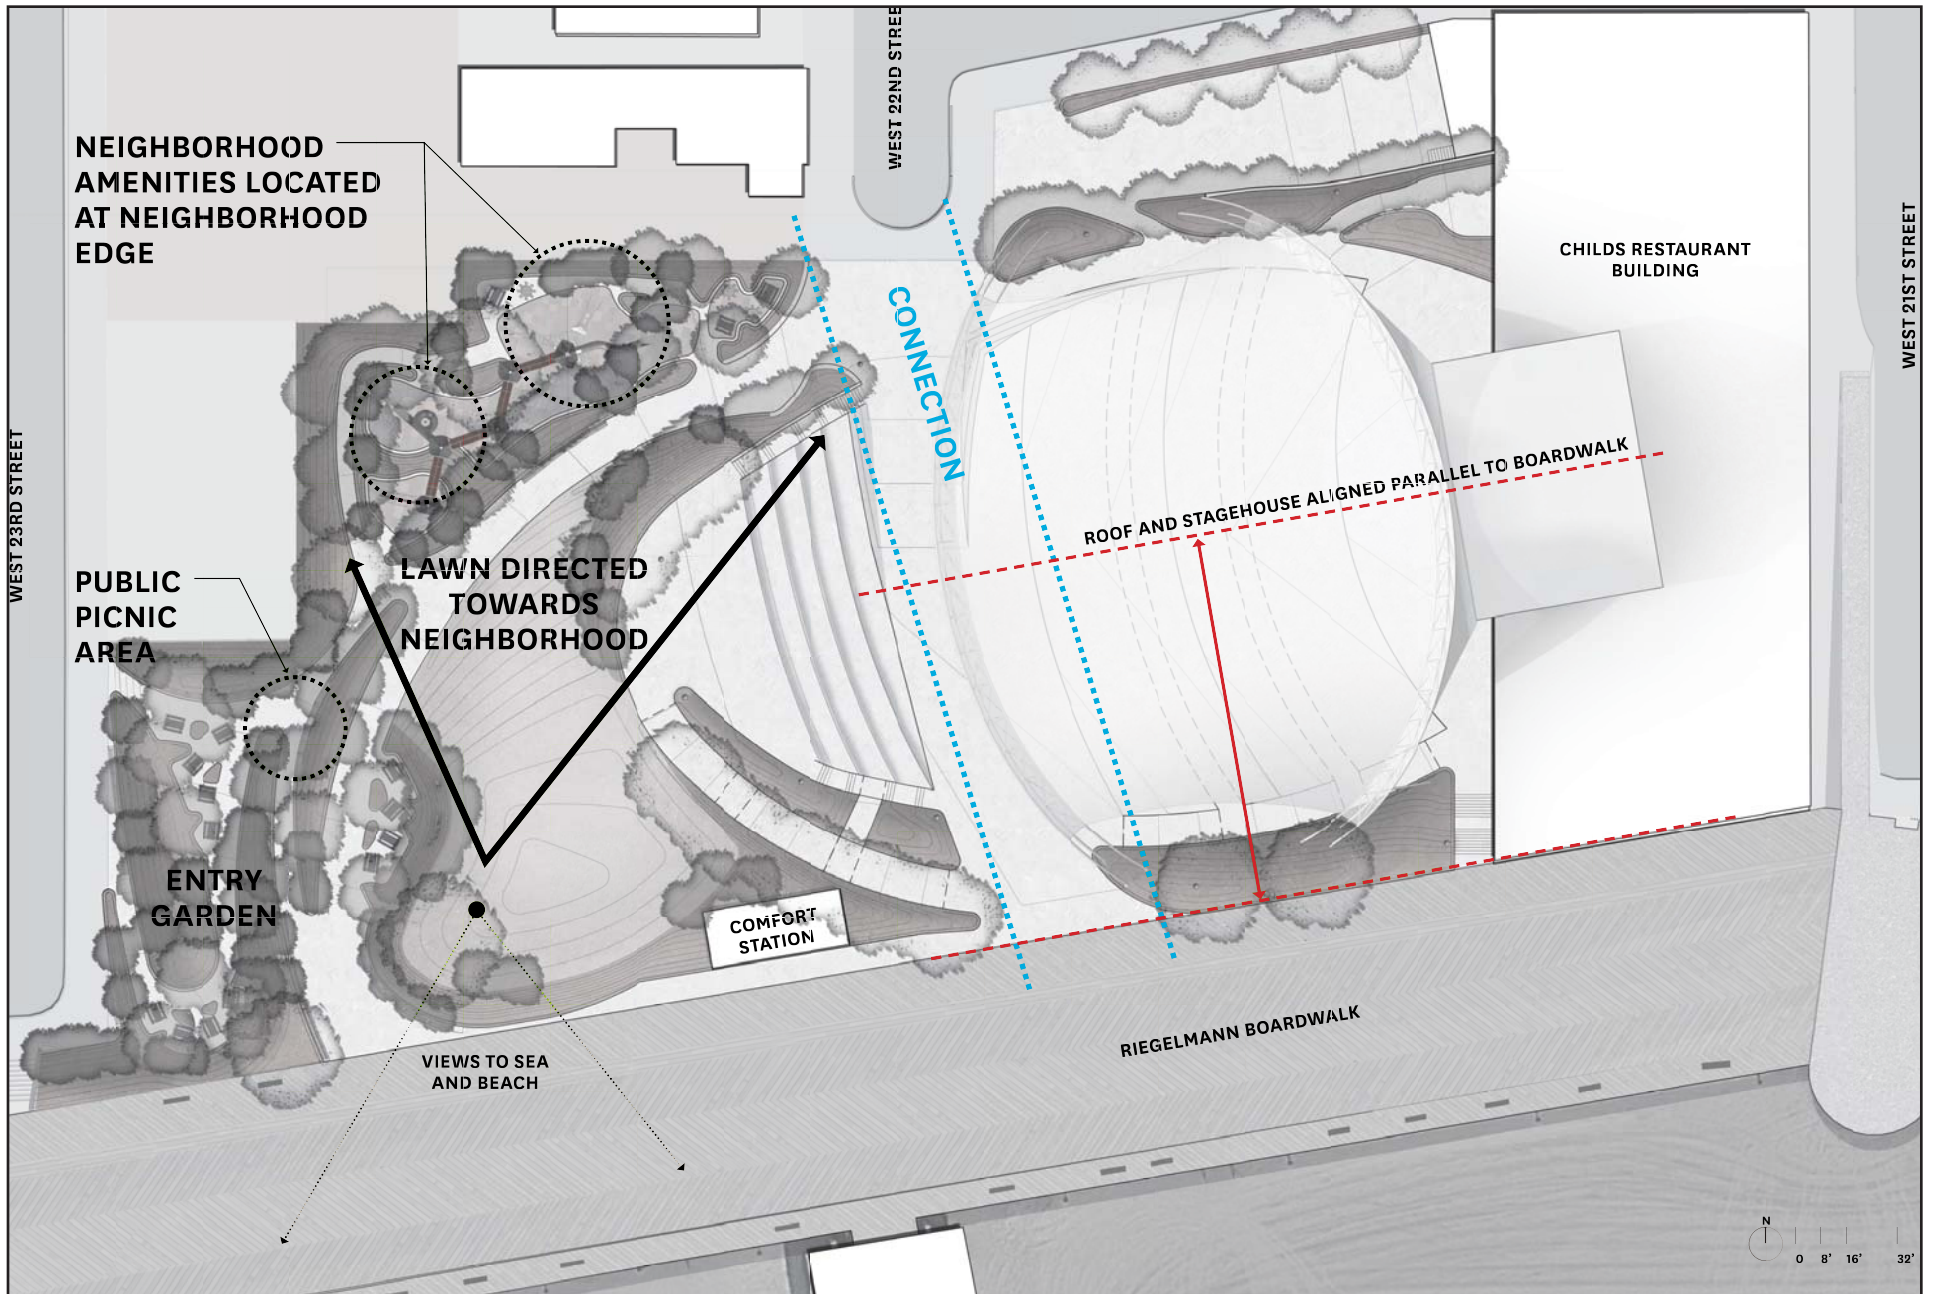 WEST 22ND STREE
NEIGHBORHOOD
AMENITIES LOCATED
AT NEIGHBORHOOD
EDGE
CHILDS RESTAURANT
BUILDING
WEST 21ST STREET
CONNECTION
WEST 23RD STREET
ROOF AND STAGEHOUSE ALIGNED PARALLEL TO BOARDWALK
PUBLIC
PICNIC
AREA
LAWN DIRECTED
TOWARDS
NEIGHBORHOOD
ENTRY
GARDEN
COMFORT
STATION
RIEGELMANN BOARDWALK
VIEWS TO SEA
AND BEACH
N
0 8' 16' 32'